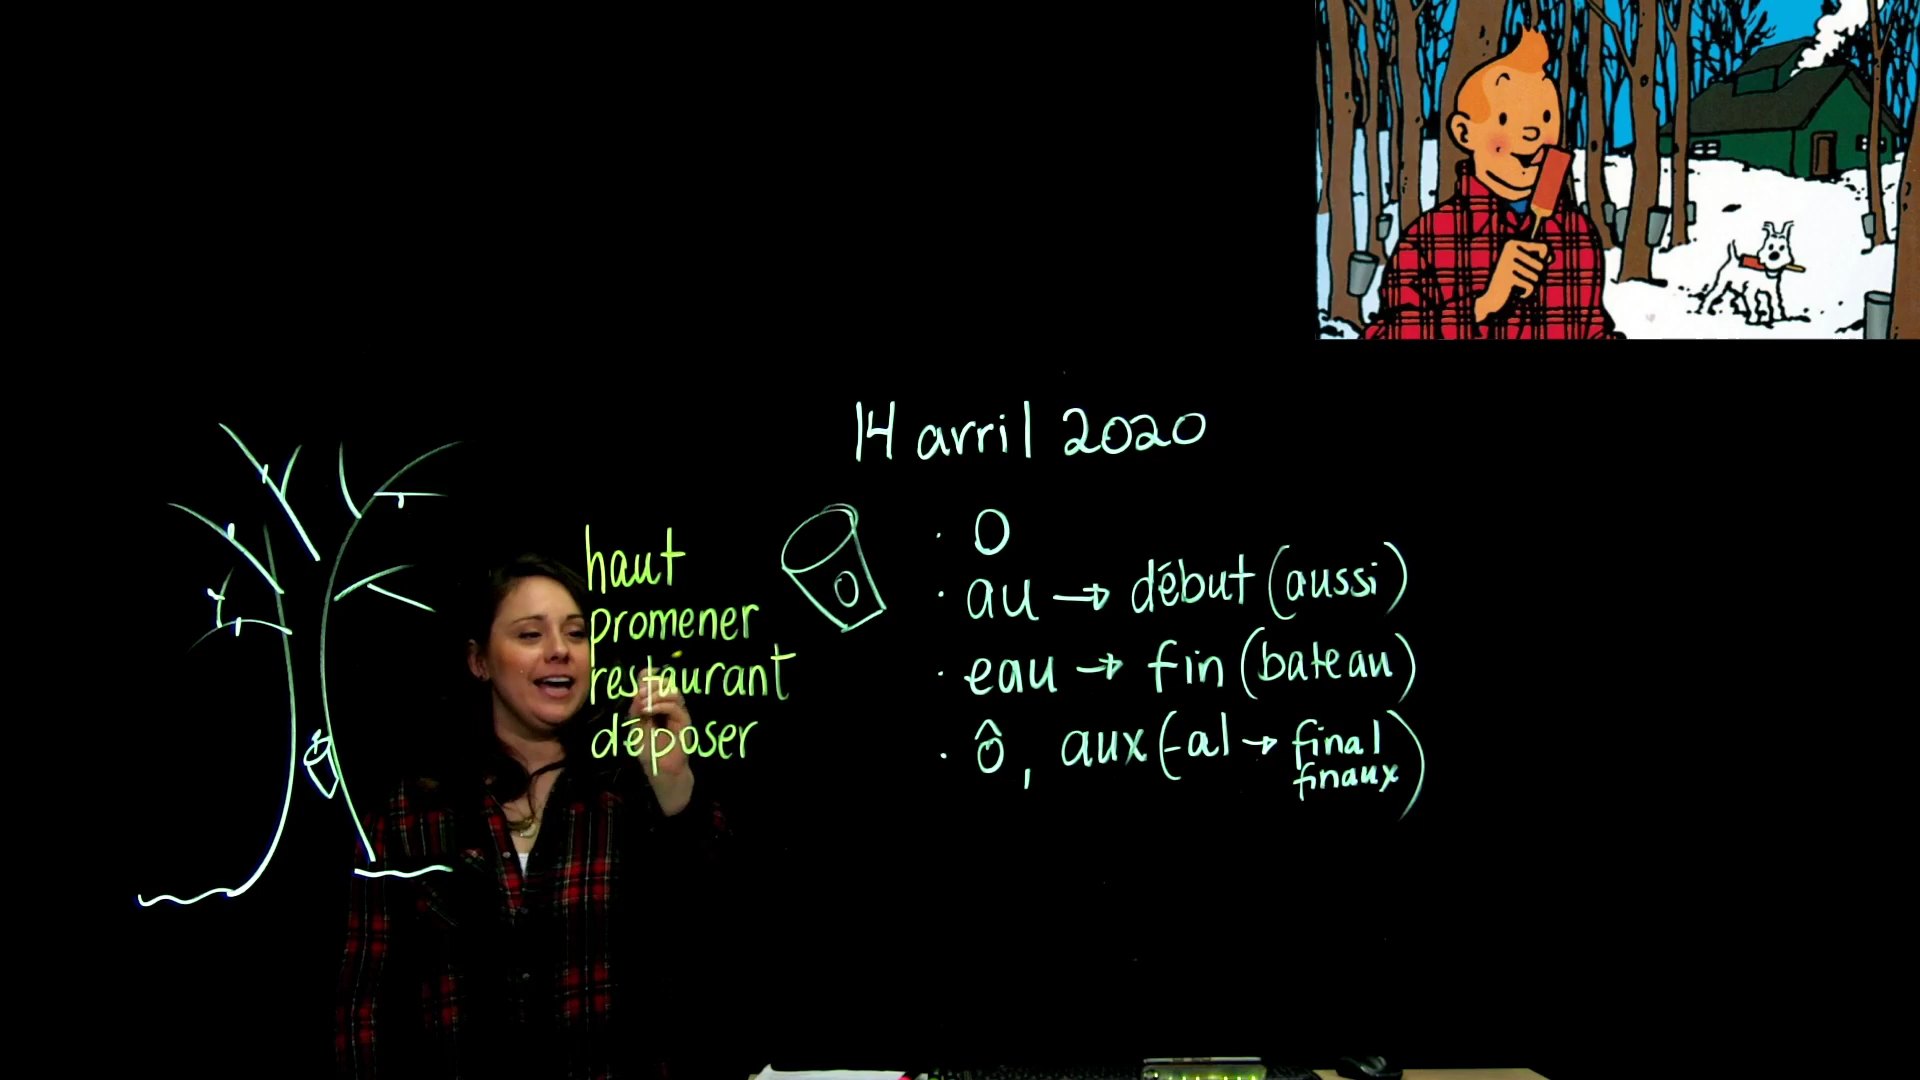 14 avril 2020
haut
promener
restaurant
déposer
O
· O
· au → début (aussi)
· eau → fin (bateau)
· ô, aux (-al → final
finaux)